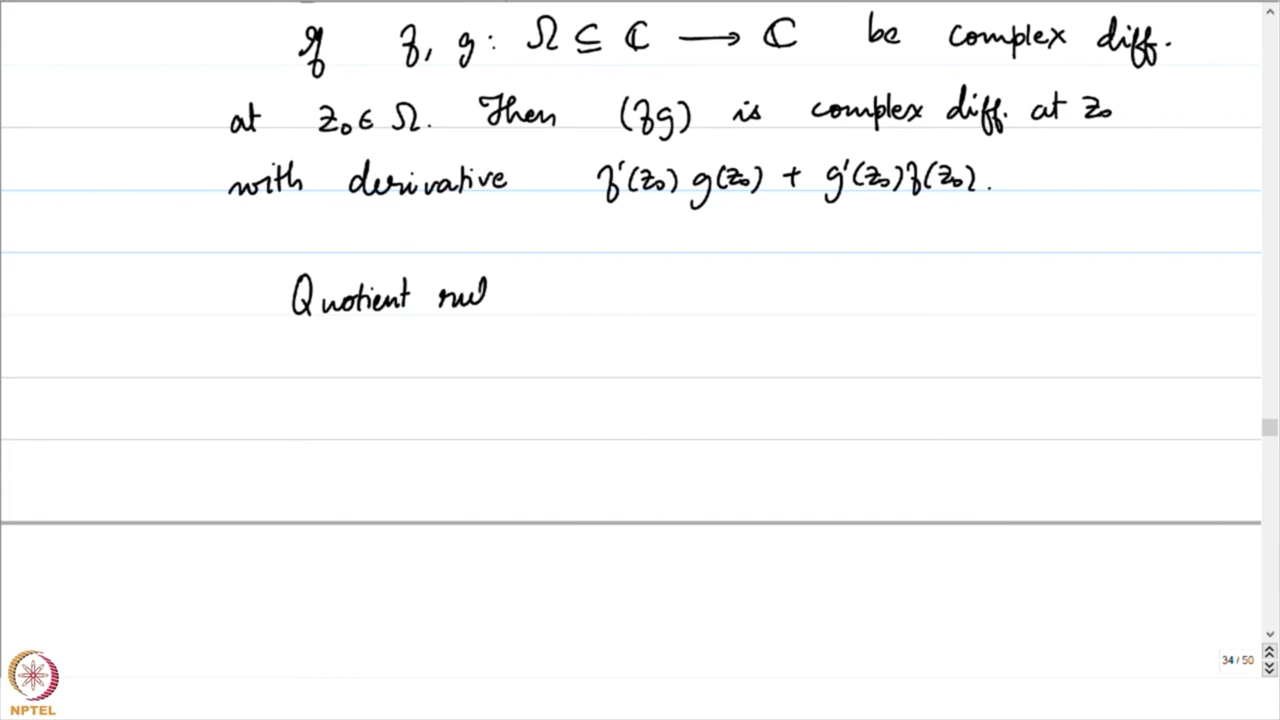 If f, g : Ω ⊆ ℂ ⟶ ℂ be complex diff.
at z₀ ∈ Ω. Then (fg) is complex diff. at z₀
with derivative f'(z₀) g(z₀) + g'(z₀) f(z₀).
Quotient rul
34 / 50
NPTEL